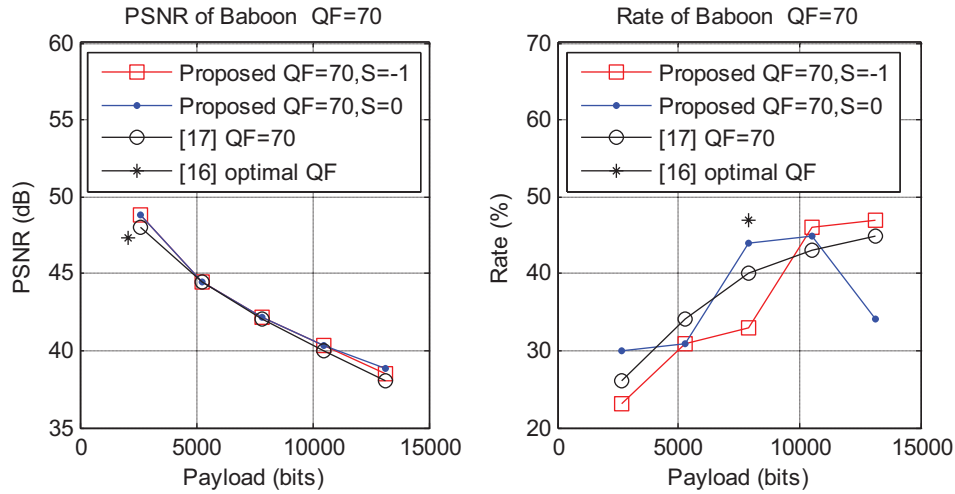 PSNR of Baboon QF=70
60
55
50
45
40
35
0
5000
10000
15000
PSNR (dB)
Payload (bits)
Proposed QF=70,S=-1
Proposed QF=70,S=0
[17] QF=70
[16] optimal QF
Rate of Baboon QF=70
70
60
50
40
30
20
0
5000
10000
15000
Rate (%)
Payload (bits)
Proposed QF=70,S=-1
Proposed QF=70,S=0
[17] QF=70
[16] optimal QF